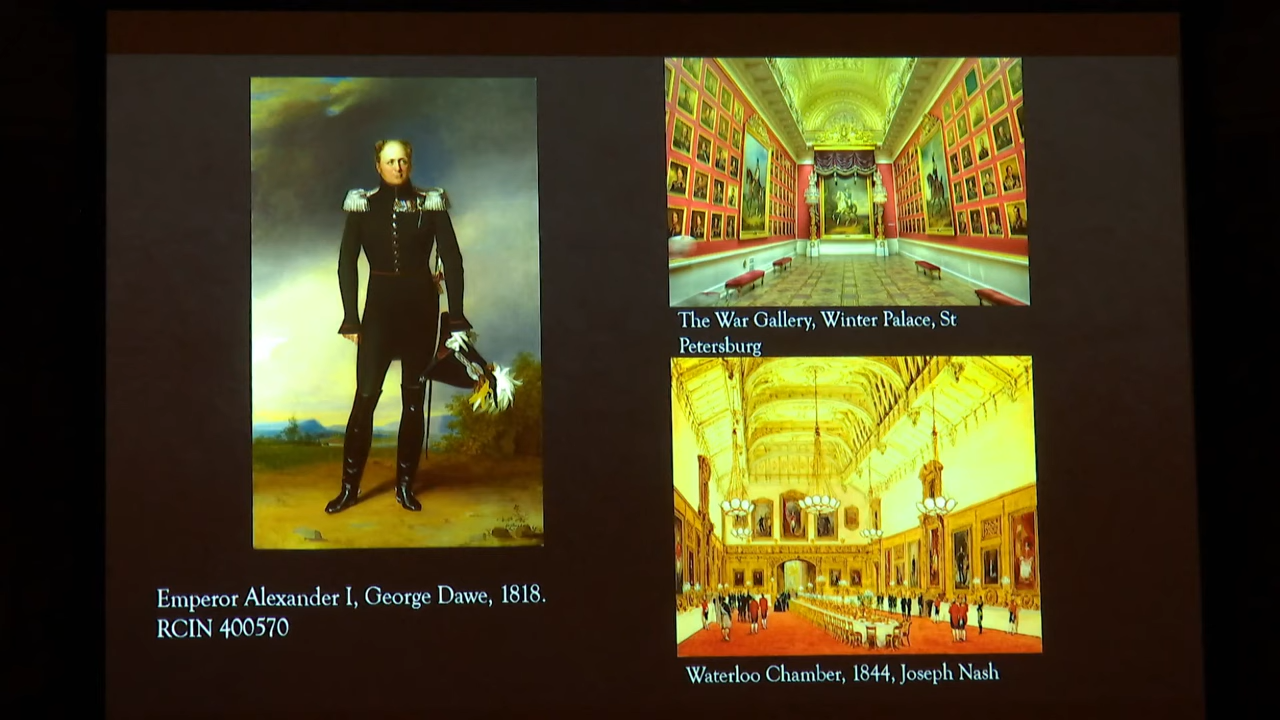 Emperor Alexander I, George Dawe, 1818.
RCIN 400570
The War Gallery, Winter Palace, St
Petersburg
Waterloo Chamber, 1844, Joseph Nash